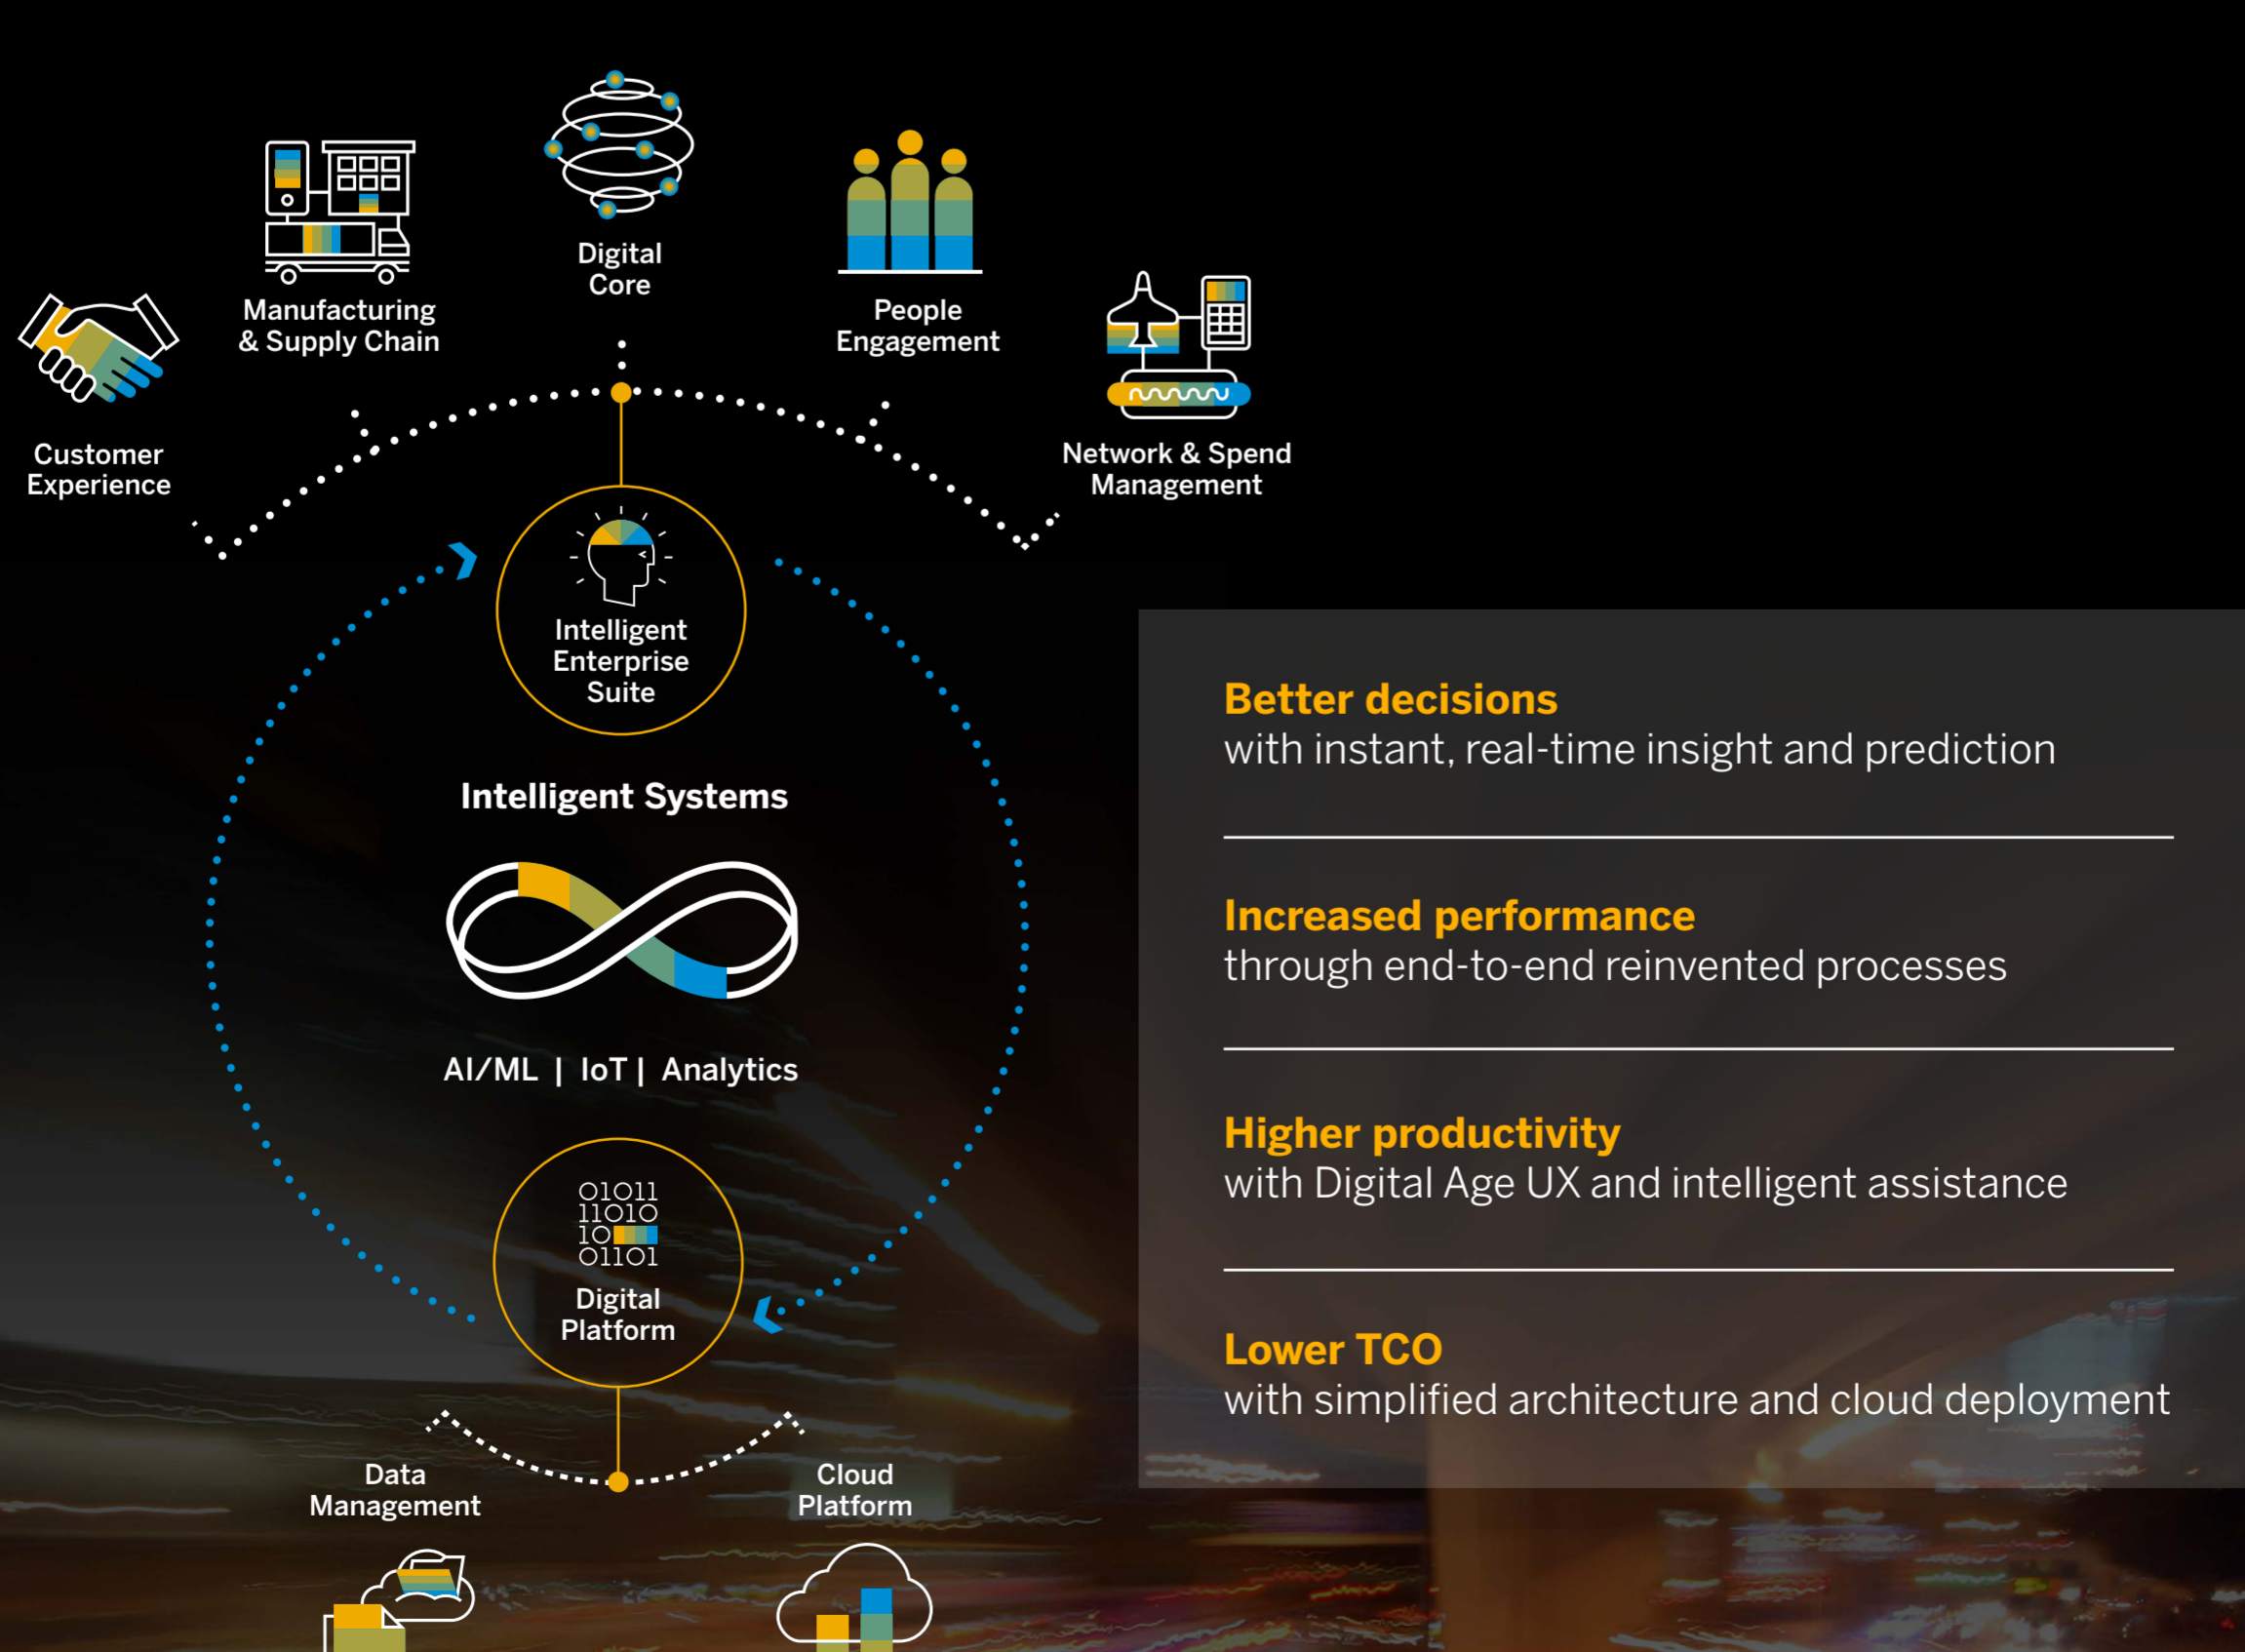 Digital
Core
Manufacturing
& Supply Chain
People
Engagement
Customer
Experience
Network & Spend
Management
Intelligent
Enterprise
Suite
Intelligent Systems
AI/ML | IoT | Analytics
01011
11010
10
01101
Digital
Platform
Data
Management
Cloud
Platform
Better decisions
with instant, real-time insight and prediction
Increased performance
through end-to-end reinvented processes
Higher productivity
with Digital Age UX and intelligent assistance
Lower TCO
with simplified architecture and cloud deployment